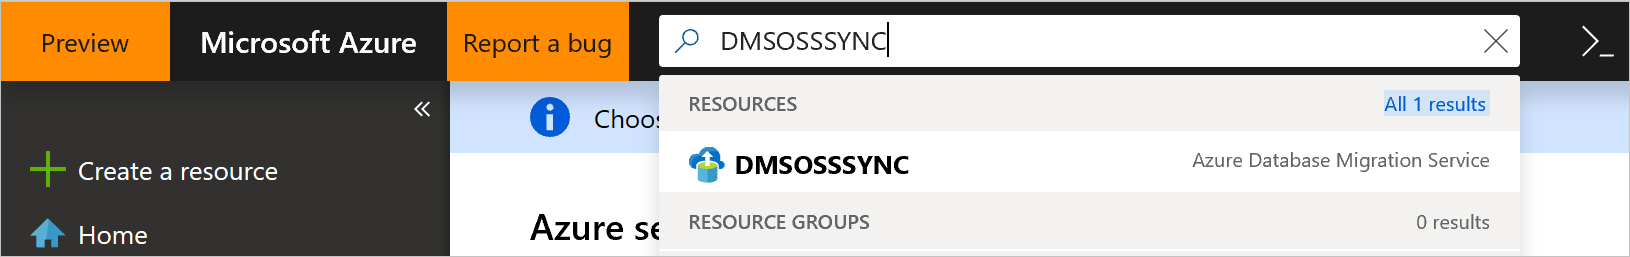 Preview
Microsoft Azure
Report a bug
DMSOSSSYNC
RESOURCES
All 1 results
Choos
Create a resource
DMSOSSSYNC
Azure Database Migration Service
RESOURCE GROUPS
0 results
Azure se
Home